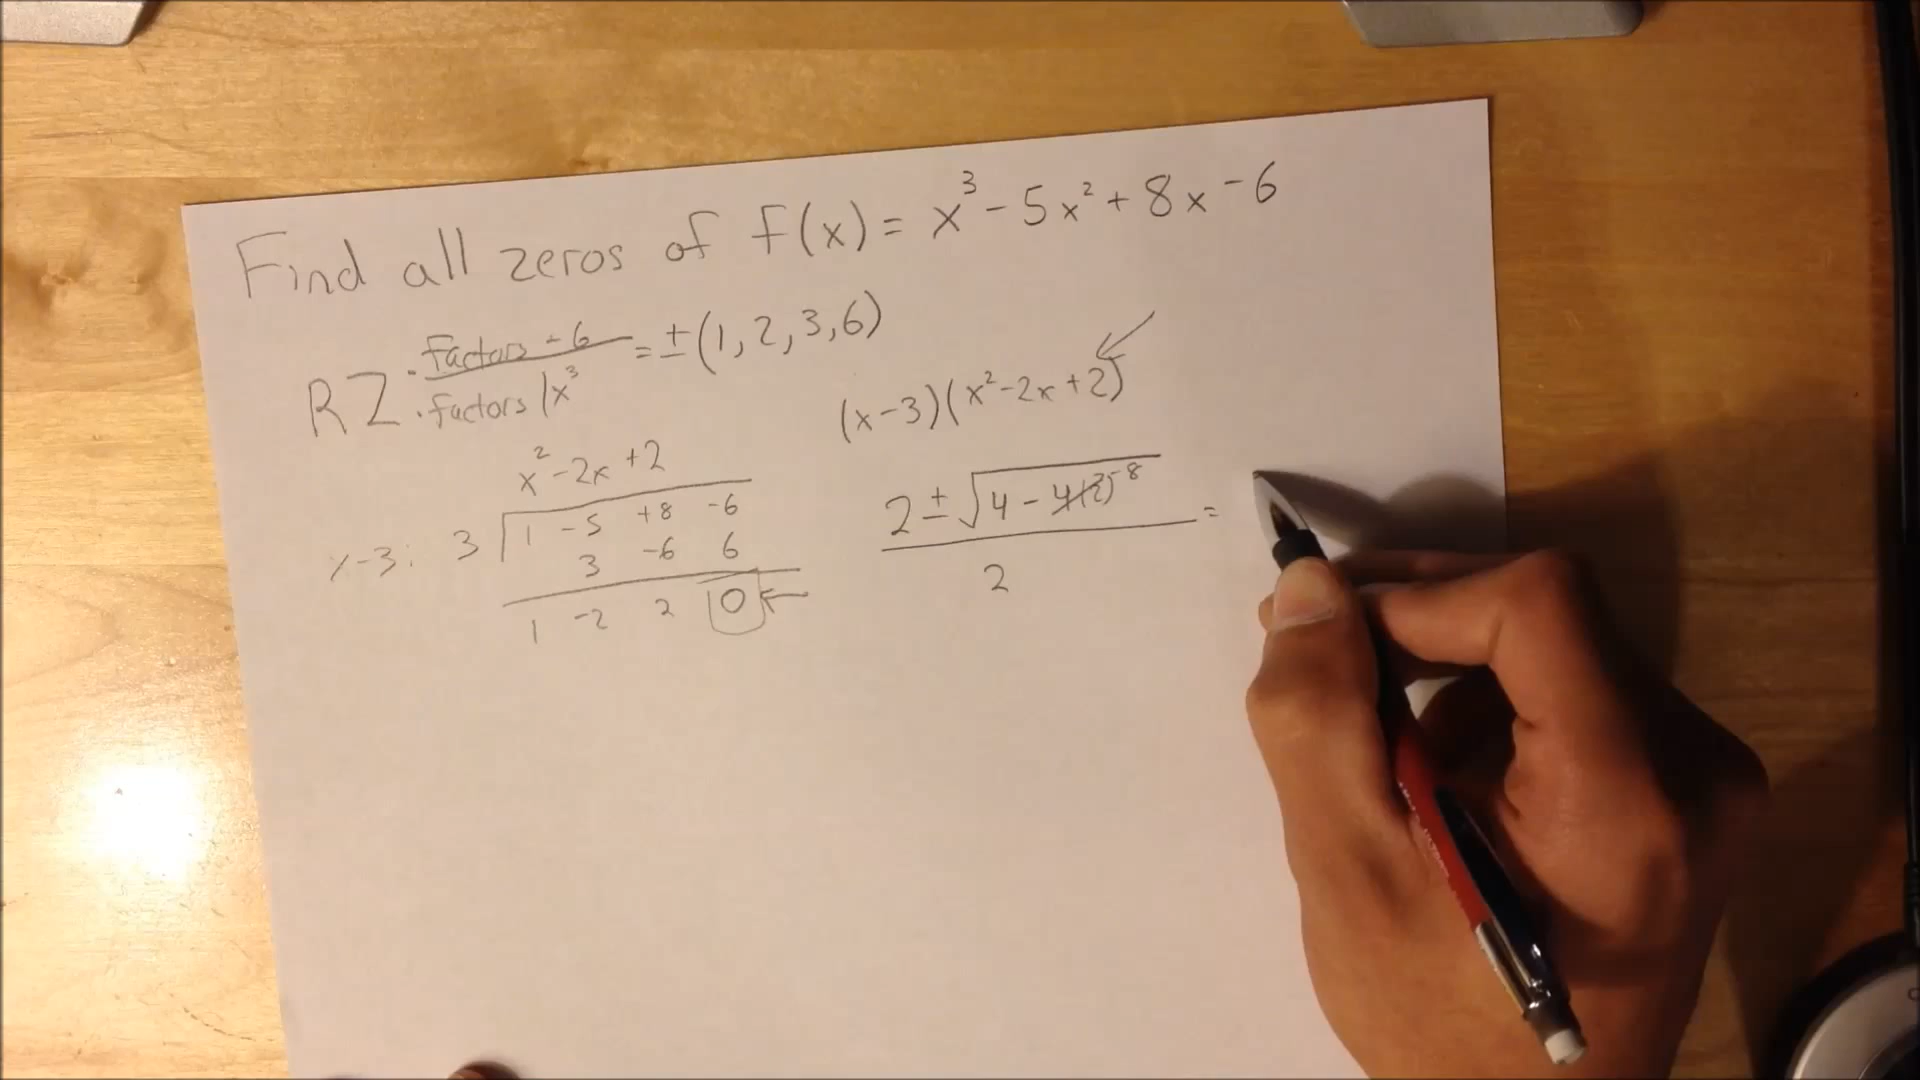 Find all zeros of f(x) = x³ - 5x² + 8x - 6
RZ · factors - 6 / · factors 1x³ = ±(1, 2, 3, 6)
(x-3)(x²-2x+2)
x² -2x +2
x-3: 3 1 -5 +8 -6
3 -6 6
1 -2 2 0
2 ± √4 - 4(2) -8 =
2